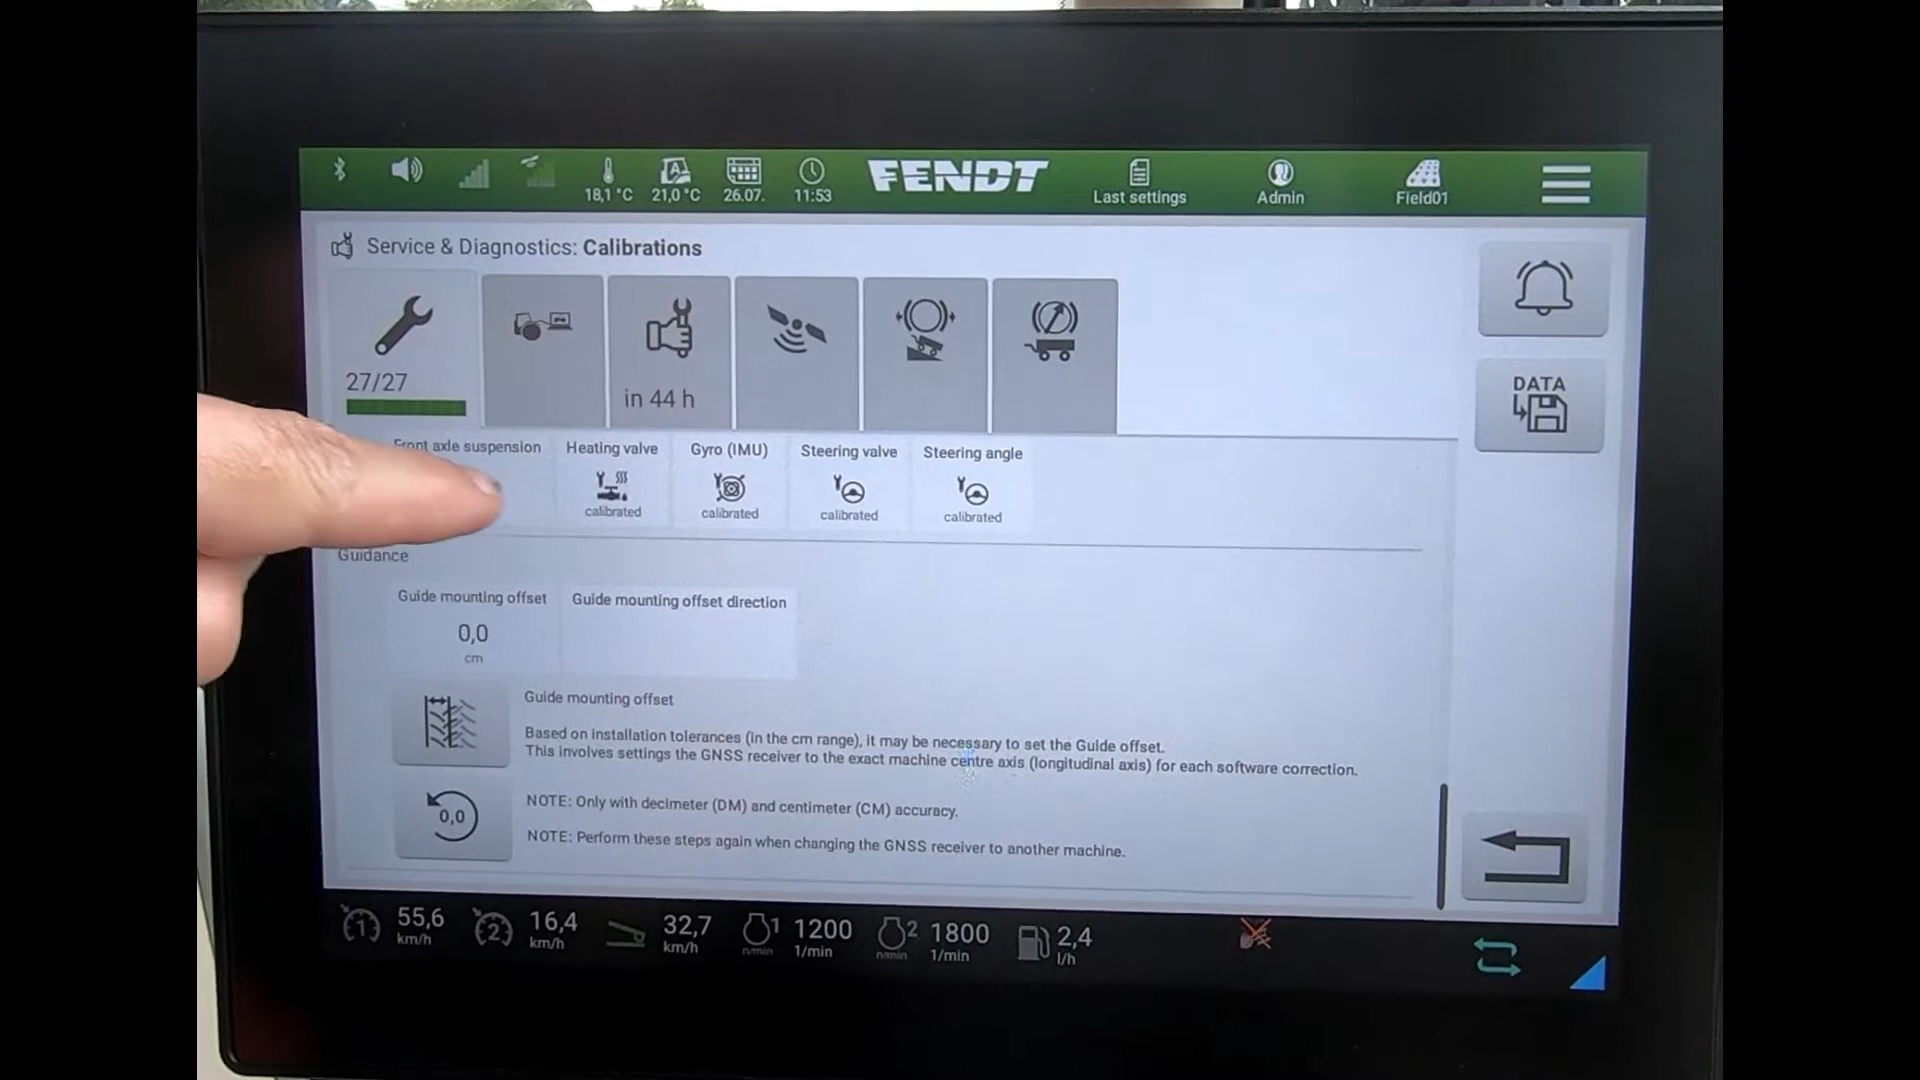 18,1 °C
21,0 °C
26.07.
11:53
FENDT
Last settings
Admin
Field01
Service & Diagnostics: Calibrations
27/27
in 44 h
DATA
Front axle suspension
Heating valve
calibrated
Gyro (IMU)
calibrated
Steering valve
calibrated
Steering angle
calibrated
Guidance
Guide mounting offset
0,0
cm
Guide mounting offset direction
Guide mounting offset
Based on installation tolerances (in the cm range), it may be necessary to set the Guide offset.
This involves settings the GNSS receiver to the exact machine centre axis (longitudinal axis) for each software correction.
0,0
NOTE: Only with decimeter (DM) and centimeter (CM) accuracy.
NOTE: Perform these steps again when changing the GNSS receiver to another machine.
1
55,6
km/h
2
16,4
km/h
32,7
km/h
1
n/min
1200
1/min
2
n/min
1800
1/min
2,4
l/h